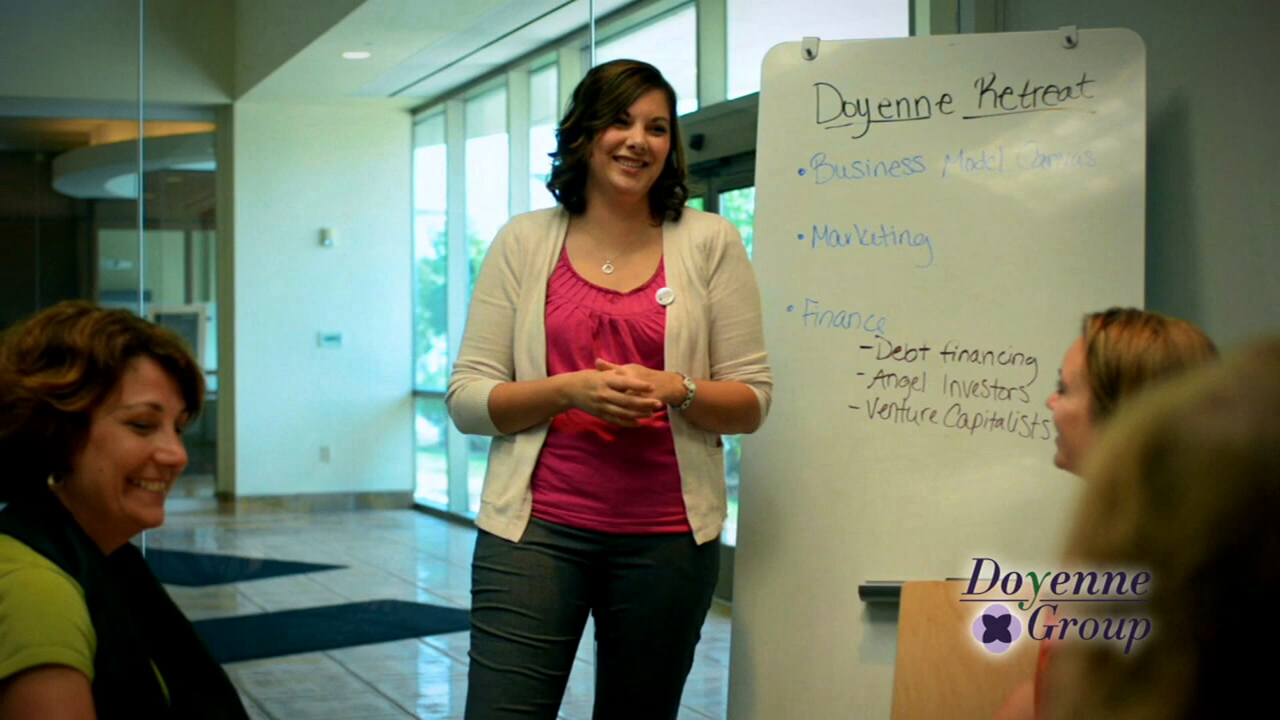 Doyenne Retreat
• Business Model Canvas
• Marketing
• Finance
- Debt financing
- Angel Investors
- Venture Capitalists
Doyenne
Group